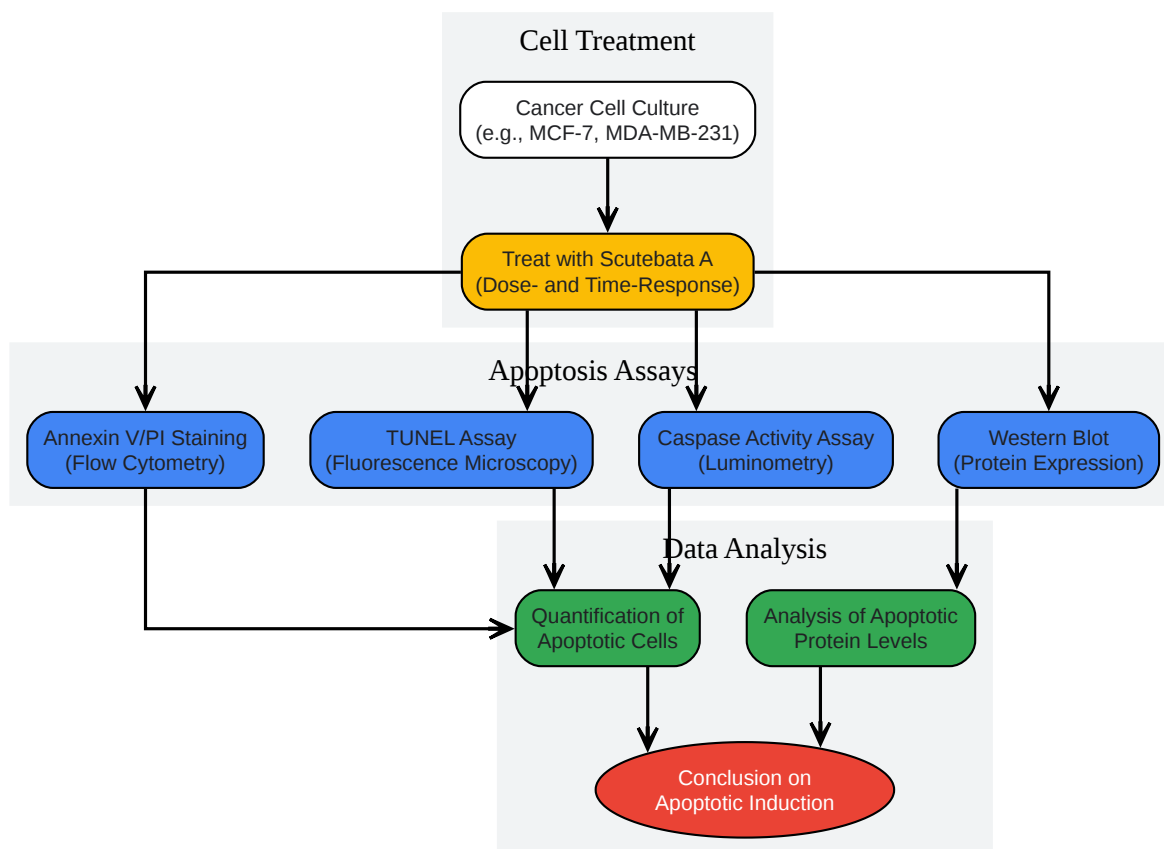 Cell Treatment
Cancer Cell Culture
(e.g., MCF-7, MDA-MB-231)
Treat with Scutebata A
(Dose- and Time-Response)
Apoptosis Assays
Annexin V/PI Staining
(Flow Cytometry)
TUNEL Assay
(Fluorescence Microscopy)
Caspase Activity Assay
(Luminometry)
Western Blot
(Protein Expression)
Data Analysis
Quantification of
Apoptotic Cells
Analysis of Apoptotic
Protein Levels
Conclusion on
Apoptotic Induction